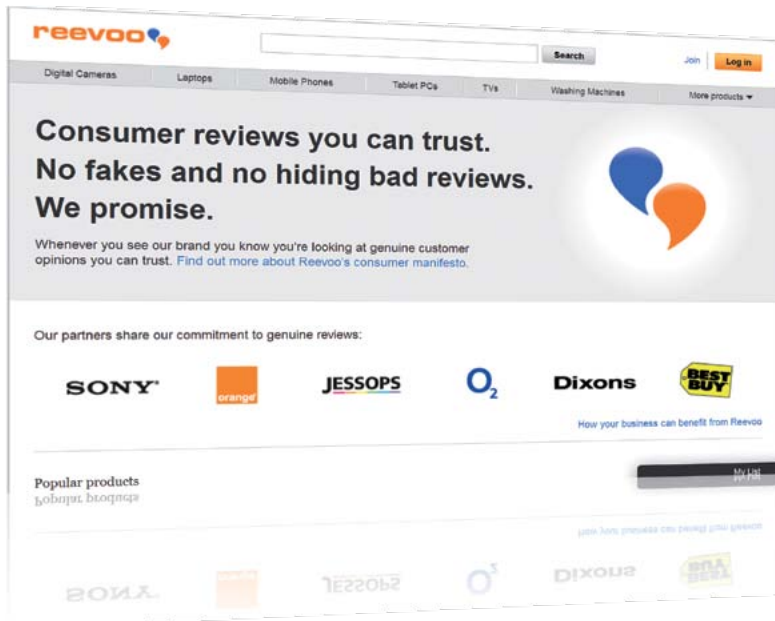 reevoo
Search
Join
Log in
Digital Cameras
Laptops
Mobile Phones
Tablet PCs
TVs
Washing Machines
More products
Consumer reviews you can trust.
No fakes and no hiding bad reviews.
We promise.
Whenever you see our brand you know you're looking at genuine customer
opinions you can trust. Find out more about Reevoo's consumer manifesto.
Our partners share our commitment to genuine reviews:
SONY
orange
JESSOPS
O2
Dixons
BEST
BUY
How your business can benefit from Reevoo
Popular products
My List